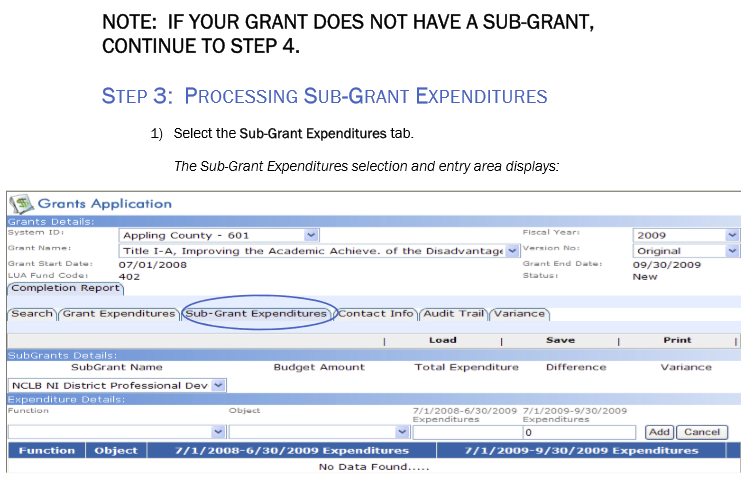 NOTE:  IF YOUR GRANT DOES NOT HAVE A SUB-GRANT,
CONTINUE TO STEP 4.
STEP 3:  PROCESSING SUB-GRANT EXPENDITURES
1) Select the Sub-Grant Expenditures tab.
The Sub-Grant Expenditures selection and entry area displays:
Grants Application
Grants Details:
System ID: Appling County - 601 Fiscal Year: 2009
Grant Name: Title I-A, Improving the Academic Achieve. of the Disadvantage Version No: Original
Grant Start Date: 07/01/2008 Grant End Date: 09/30/2009
LUA Fund Code: 402 Status: New
Completion Report
Search Grant Expenditures Sub-Grant Expenditures Contact Info Audit Trail Variance
| Load | Save | Print |
SubGrants Details:
SubGrant Name Budget Amount Total Expenditure Difference Variance
NCLB NI District Professional Dev
Expenditure Details:
Function Object 7/1/2008-6/30/2009 7/1/2009-9/30/2009
Expenditures Expenditures
0 Add Cancel
Function Object 7/1/2008-6/30/2009 Expenditures 7/1/2009-9/30/2009 Expenditures
No Data Found.....